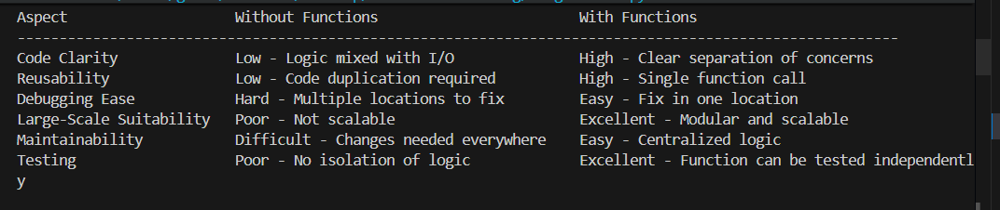 Aspect Without Functions With Functions
---------------------------------------------------------------------------------------------------------
Code Clarity Low - Logic mixed with I/O High - Clear separation of concerns
Reusability Low - Code duplication required High - Single function call
Debugging Ease Hard - Multiple locations to fix Easy - Fix in one location
Large-Scale Suitability Poor - Not scalable Excellent - Modular and scalable
Maintainability Difficult - Changes needed everywhere Easy - Centralized logic
Testing Poor - No isolation of logic Excellent - Function can be tested independentl
y